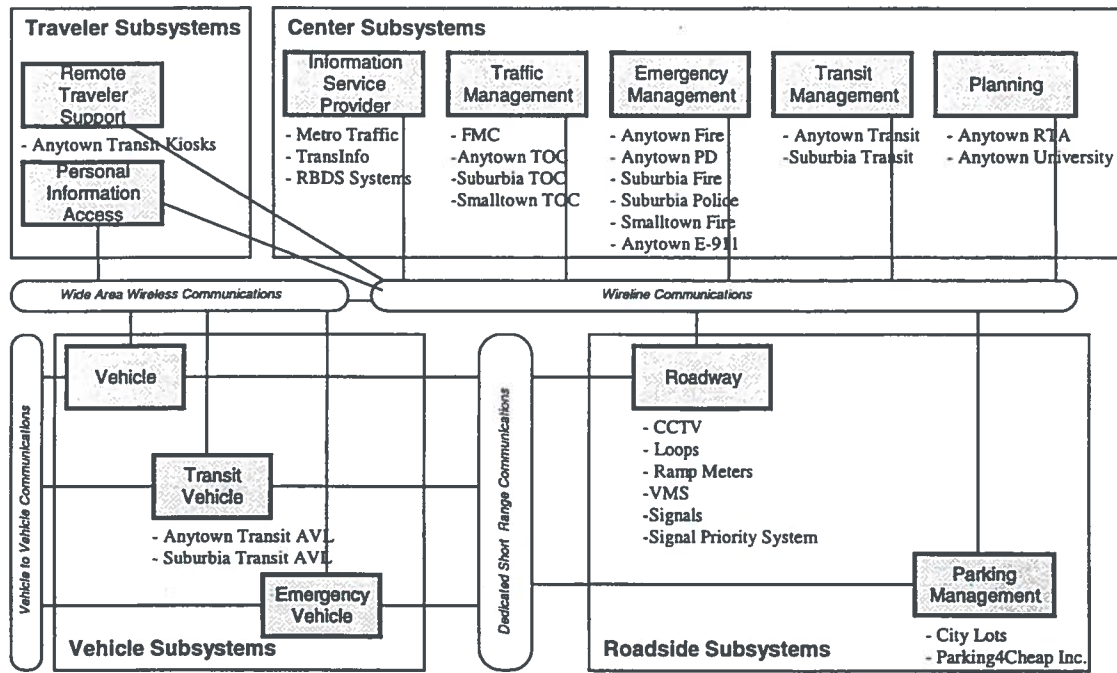 Traveler Subsystems
Remote
Traveler
Support
- Anytown Transit Kiosks
Personal
Information
Access
Center Subsystems
Information
Service
Provider
- Metro Traffic
- TransInfo
- RBDS Systems
Traffic
Management
- FMC
- Anytown TOC
-Suburbia TOC
- Smalltown TOC
Emergency
Management
- Anytown Fire
- Anytown PD
- Suburbia Fire
- Suburbia Police
- Smalltown Fire
- Anytown E-911
Transit
Management
- Anytown Transit
-Suburbia Transit
Planning
- Anytown RTA
- Anytown University
Wide Area Wireless Communications
Wireline Communications
Vehicle to Vehicle Communications
Vehicle
Transit
Vehicle
- Anytown Transit AVL
- Suburbia Transit AVL
Emergency
Vehicle
Vehicle Subsystems
Dedicated Short Range Communications
Roadway
- CCTV
- Loops
- Ramp Meters
-VMS
-Signals
-Signal Priority System
Parking
Management
- City Lots
- Parking4Cheap Inc.
Roadside Subsystems